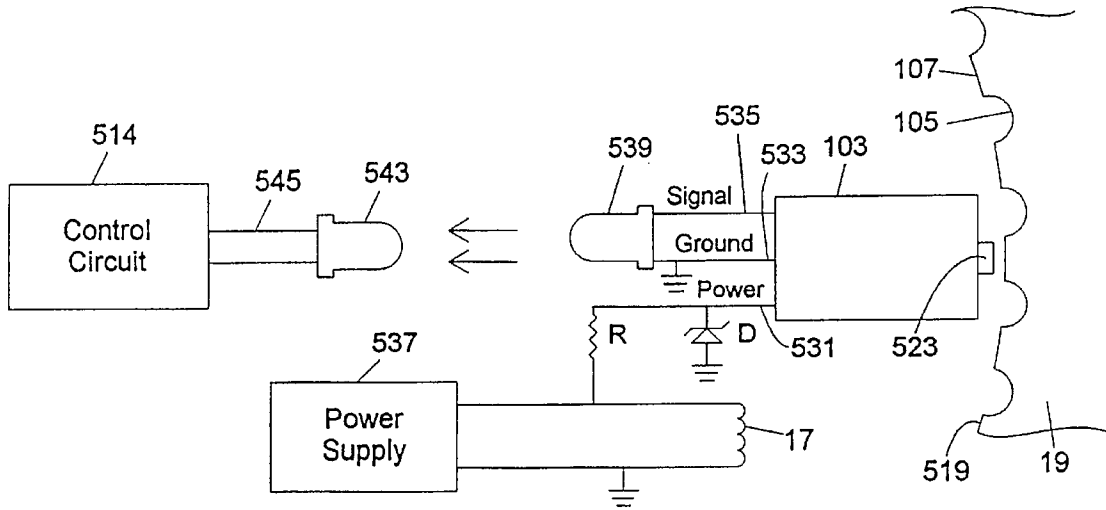 107
105
514
535
539
533
103
545
543
Signal
Control
Circuit
Ground
Power
R
D
531
523
537
Power
Supply
17
519
19